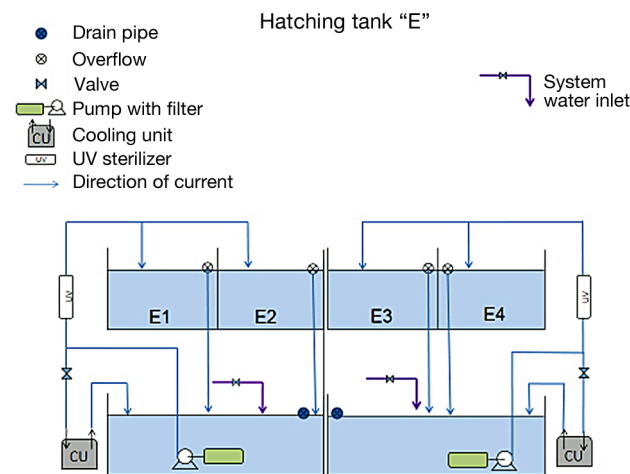 Hatching tank “E”
Drain pipe
Overflow
Valve
Pump with filter
CU
Cooling unit
UV
UV sterilizer
Direction of current
System
water inlet
UV
UV
E1
E2
E3
E4
CU
CU